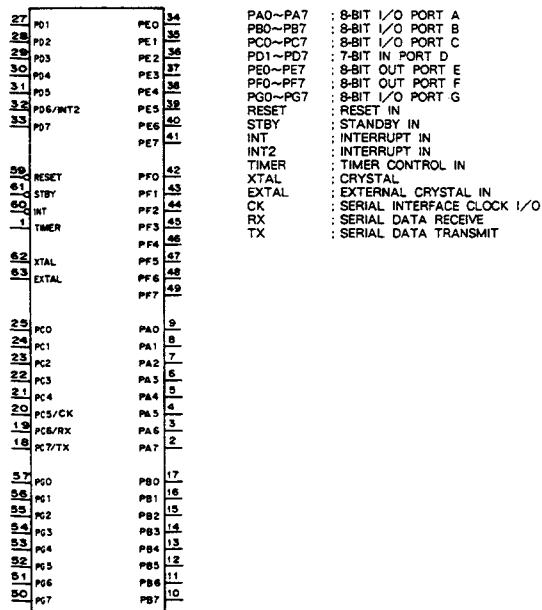 27 PD1
28 PD2
29 PD3
30 PD4
31 PD5
32 PD6/INT2
33 PD7
59 RESET
61 STBY
60 INT
1 TIMER
62 XTAL
63 EXTAL
25 PC0
24 PC1
23 PC2
22 PC3
21 PC4
20 PC5/CK
19 PC6/RX
18 PC7/TX
57 PG0
56 PG1
55 PG2
54 PG3
53 PG4
52 PG5
51 PG6
50 PG7
PE0 34
PE1 35
PE2 36
PE3 37
PE4 38
PE5 39
PE6 40
PE7 41
PF0 42
PF1 43
PF2 44
PF3 45
PF4 46
PF5 47
PF6 48
PF7 49
PA0 9
PA1 8
PA2 7
PA3 6
PA4 5
PA5 4
PA6 3
PA7 2
PB0 17
PB1 16
PB2 15
PB3 14
PB4 13
PB5 12
PB6 11
PB7 10
PA0~PA7 : 8-BIT I/O PORT A
PB0~PB7 : 8-BIT I/O PORT B
PC0~PC7 : 8-BIT I/O PORT C
PD1~PD7 : 7-BIT IN PORT D
PE0~PE7 : 8-BIT OUT PORT E
PF0~PF7 : 8-BIT OUT PORT F
PG0~PG7 : 8-BIT I/O PORT G
RESET : RESET IN
STBY : STANDBY IN
INT : INTERRUPT IN
INT2 : INTERRUPT IN
TIMER : TIMER CONTROL IN
XTAL : CRYSTAL
EXTAL : EXTERNAL CRYSTAL IN
CK : SERIAL INTERFACE CLOCK I/O
RX : SERIAL DATA RECEIVE
TX : SERIAL DATA TRANSMIT